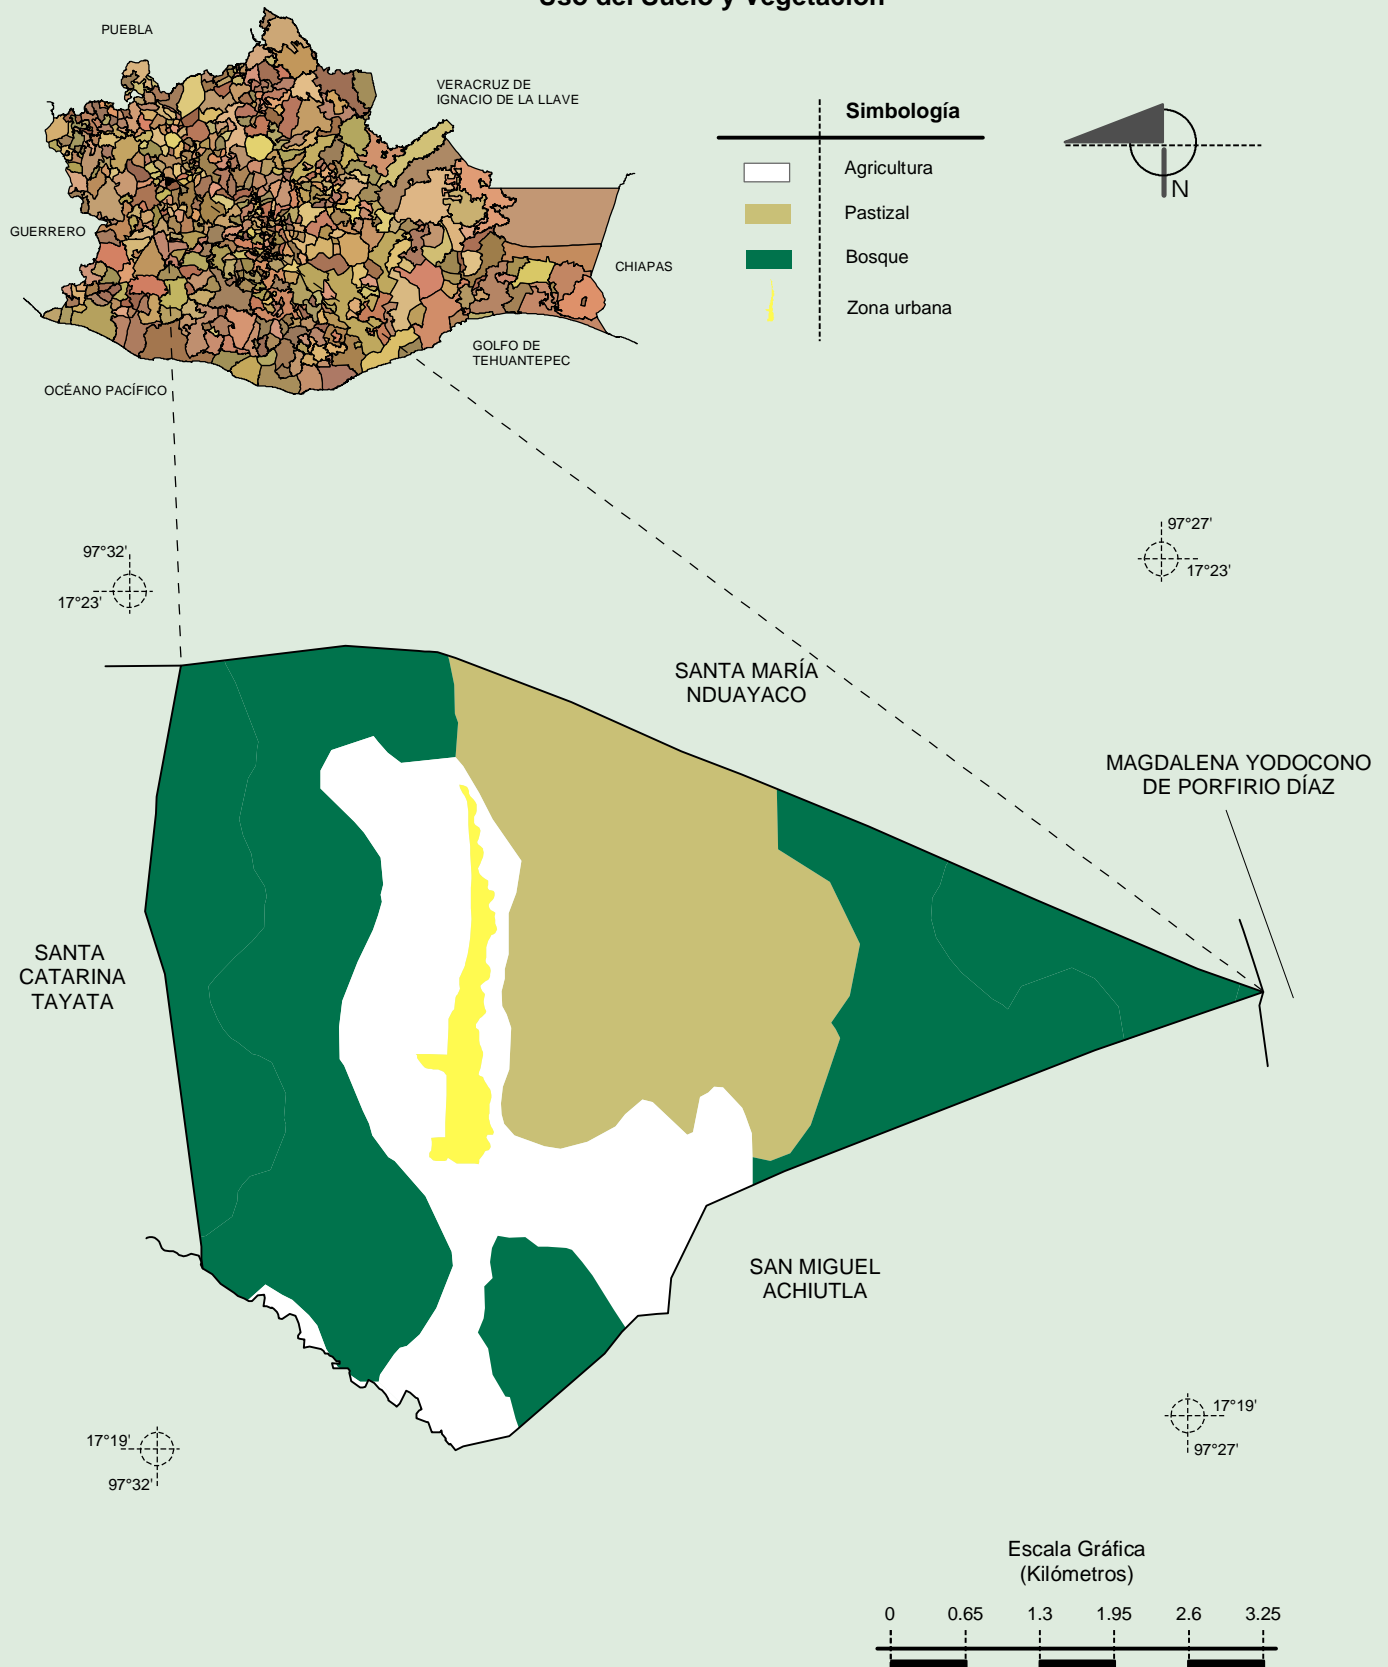 Uso del Suelo y Vegetación
PUEBLA
VERACRUZ DE
IGNACIO DE LA LLAVE
GUERRERO
CHIAPAS
GOLFO DE
TEHUANTEPEC
OCÉANO PACÍFICO
Simbología
Agricultura
Pastizal
Bosque
Zona urbana
N
97°32'
17°23'
97°27'
17°23'
SANTA MARÍA
NDUAYACO
MAGDALENA YODOCONO
DE PORFIRIO DÍAZ
SANTA
CATARINA
TAYATA
SAN MIGUEL
ACHIUTLA
17°19'
97°32'
17°19'
97°27'
Escala Gráfica
(Kilómetros)
0 0.65 1.3 1.95 2.6 3.25